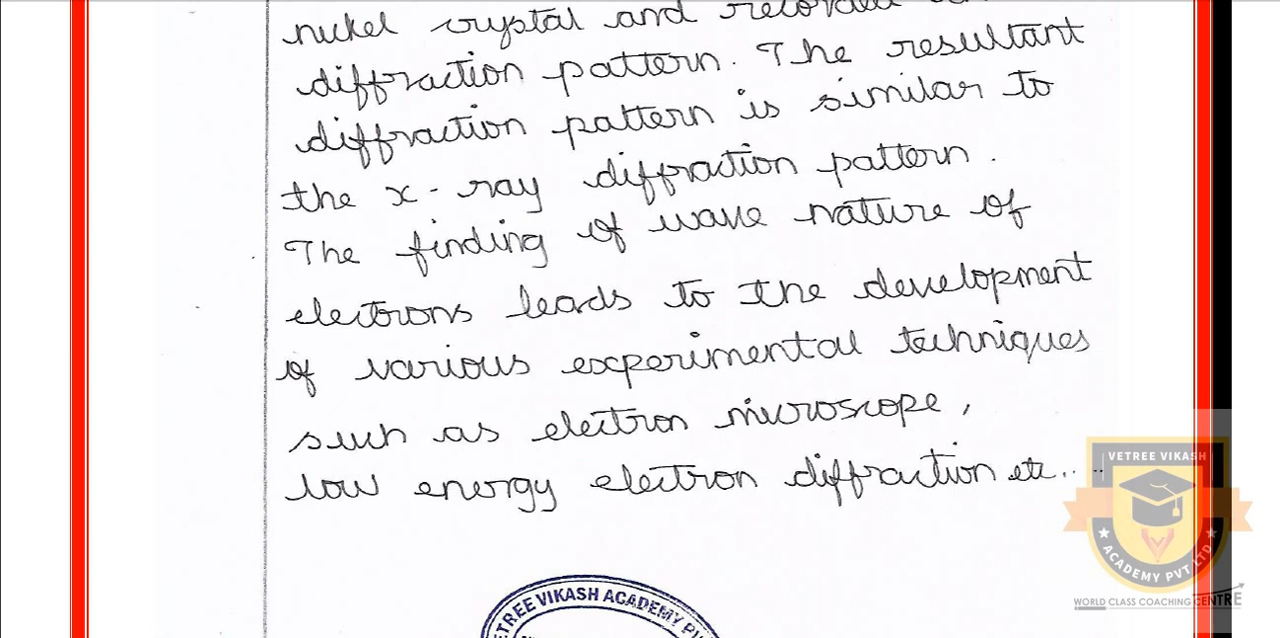 nickel crystal and recorded
diffraction pattern. The resultant
diffraction pattern is similar to
the x-ray diffraction pattern.
The finding of wave nature of
electrons leads to the development
of various experimental techniques
such as electron microscope,
low energy electron diffraction etc....
VETREE VIKASH
ACADEMY PVT LTD
WORLD CLASS COACHING CENTRE
VETREE VIKASH ACADEMY